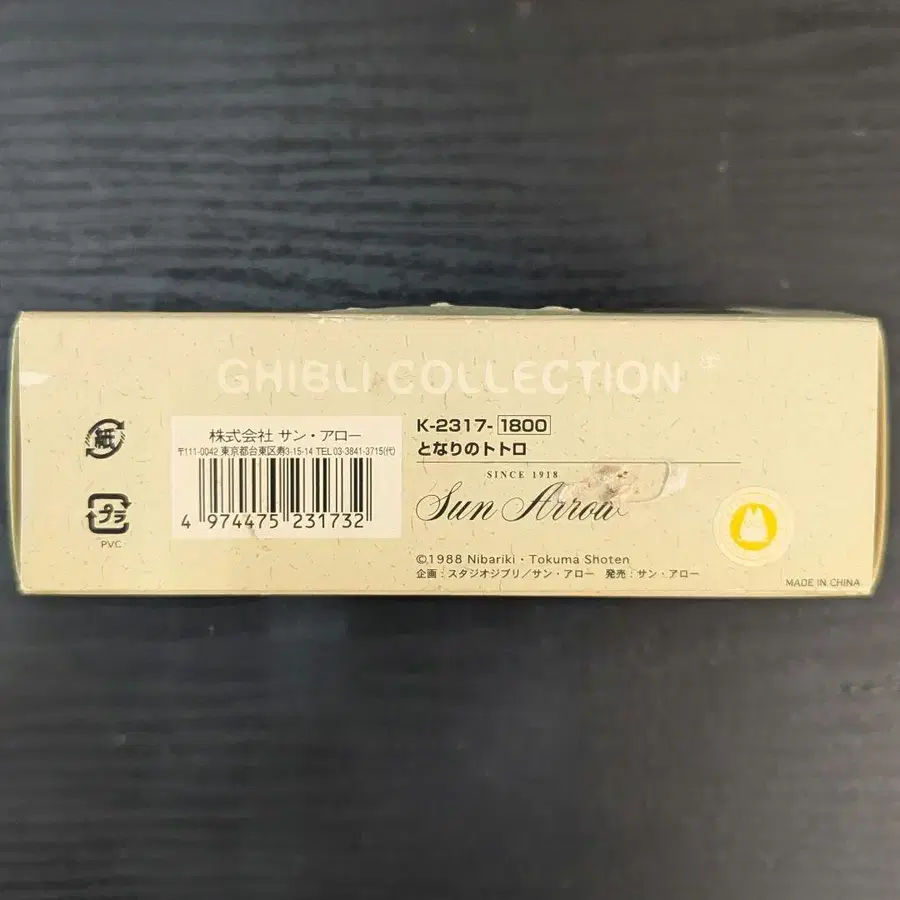 GHIBLI COLLECTION
紙
プラ
PVC
株式会社 サン・アロー
〒111-0042 東京都台東区寿3-15-14 TEL03-3841-3715(代)
4 974475 231732
K-2317-1800
となりのトトロ
SINCE 1918
Sun Arrow
©1988 Nibariki・Tokuma Shoten
企画：スタジオジブリ／サン・アロー 発売：サン・アロー
MADE IN CHINA